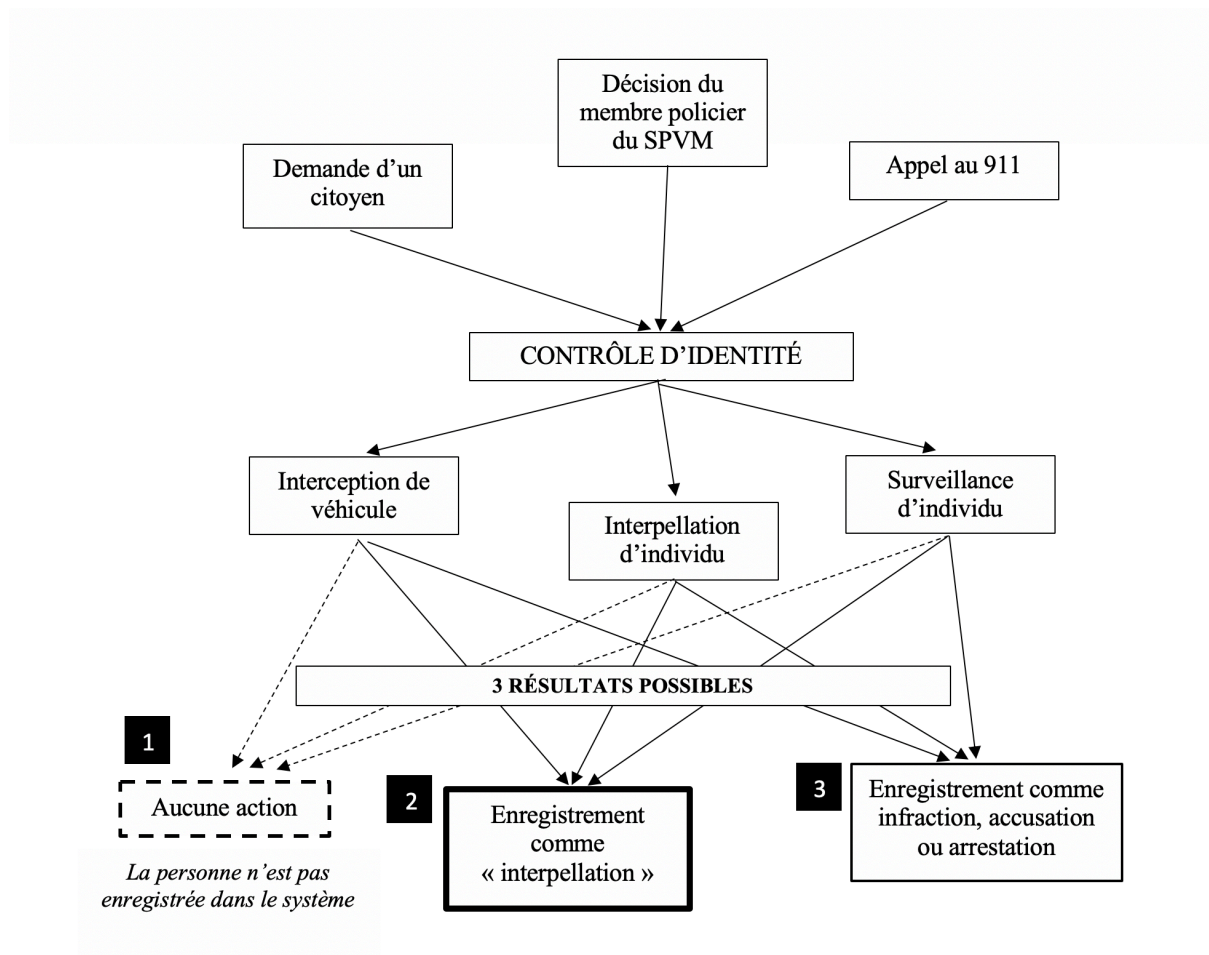 Décision du
membre policier
du SPVM
Demande d’un
citoyen
Appel au 911
CONTRÔLE D’IDENTITÉ
Interception de
véhicule
Interpellation
d’individu
Surveillance
d’individu
3 RÉSULTATS POSSIBLES
1
Aucune action
La personne n’est pas
enregistrée dans le système
2
Enregistrement
comme
« interpellation »
3
Enregistrement comme
infraction, accusation
ou arrestation